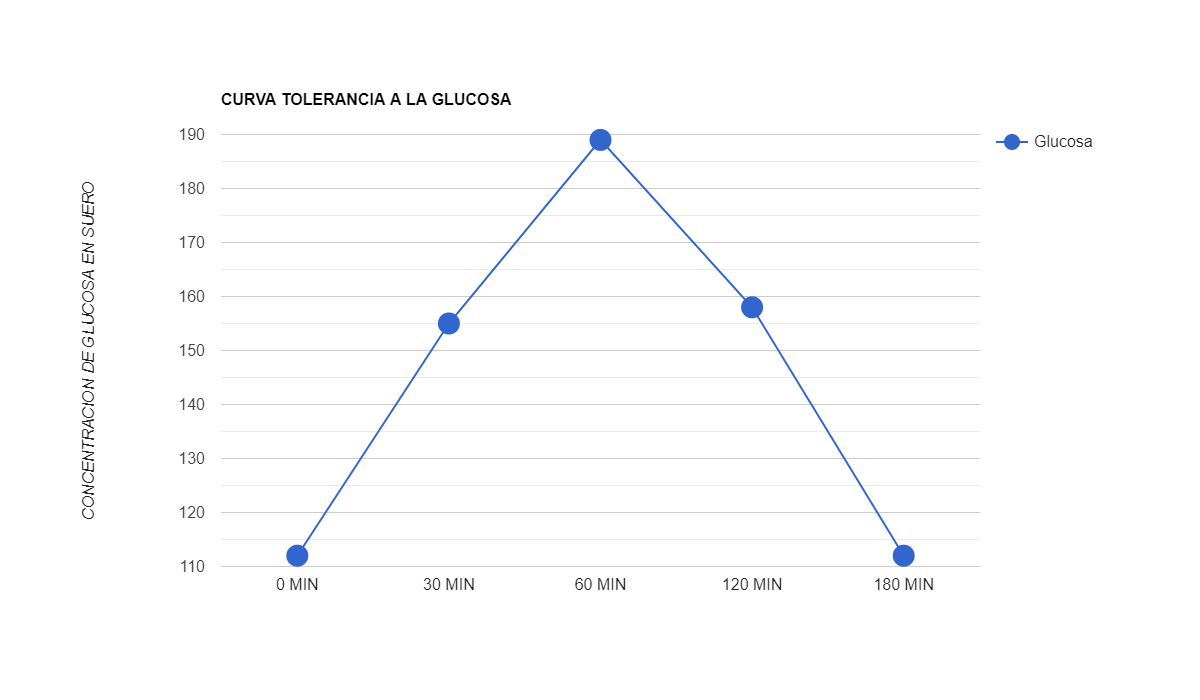 CURVA TOLERANCIA A LA GLUCOSA
Glucosa
CONCENTRACION DE GLUCOSA EN SUERO
190
180
170
160
150
140
130
120
110
0 MIN
30 MIN
60 MIN
120 MIN
180 MIN